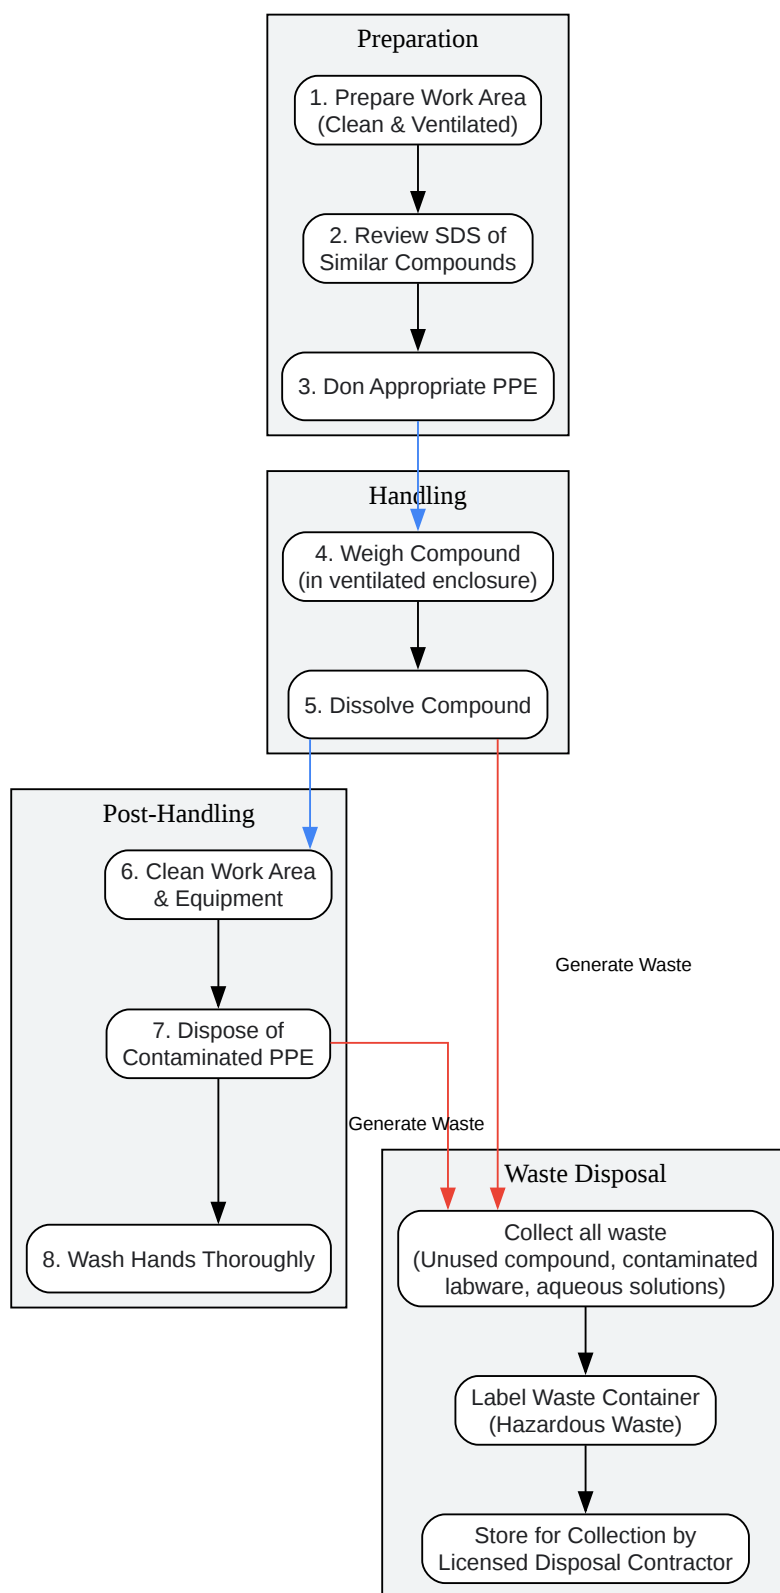 Preparation
1. Prepare Work Area
(Clean & Ventilated)
2. Review SDS of
Similar Compounds
3. Don Appropriate PPE
Handling
4. Weigh Compound
(in ventilated enclosure)
5. Dissolve Compound
Post-Handling
6. Clean Work Area
& Equipment
Generate Waste
7. Dispose of
Contaminated PPE
Generate Waste
8. Wash Hands Thoroughly
Waste Disposal
Collect all waste
(Unused compound, contaminated
labware, aqueous solutions)
Label Waste Container
(Hazardous Waste)
Store for Collection by
Licensed Disposal Contractor